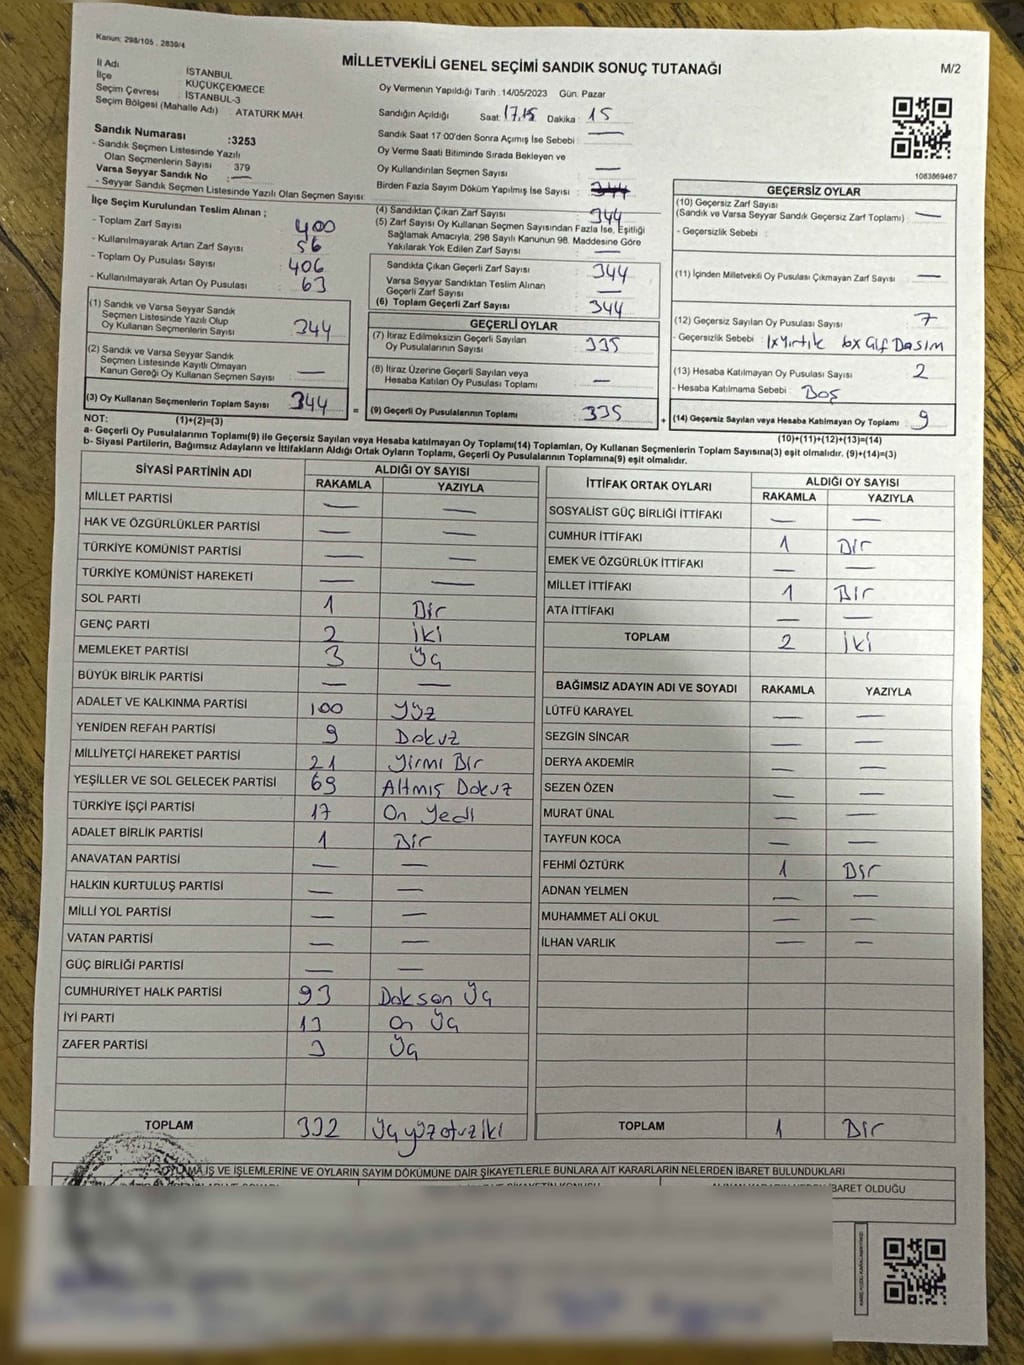 Kanun: 298/105 , 2839/4
MİLLETVEKİLİ GENEL SEÇİMİ SANDIK SONUÇ TUTANAĞI
M/2
İl Adı İSTANBUL
İlçe KÜÇÜKÇEKMECE
Seçim Çevresi İSTANBUL-3
Seçim Bölgesi (Mahalle Adı) : ATATÜRK MAH.
Oy Vermenin Yapıldığı Tarih :14/05/2023 Gün: Pazar
Sandığın Açıldığı Saat: 17,15 Dakika : 15
Sandık Saat 17:00'den Sonra Açımış İse Sebebi : —
Oy Verme Saati Bitiminde Sırada Bekleyen ve
Oy Kullandırılan Seçmen Sayısı —
Birden Fazla Sayım Döküm Yapılmış İse Sayısı : 344
1083869467
Sandık Numarası :3253
- Sandık Seçmen Listesinde Yazılı
Olan Seçmenlerin Sayısı : 379
Varsa Seyyar Sandık No : —
- Seyyar Sandık Seçmen Listesinde Yazılı Olan Seçmen Sayısı:
İlçe Seçim Kurulundan Teslim Alınan ;
- Toplam Zarf Sayısı 400
- Kullanılmayarak Artan Zarf Sayısı 56
- Toplam Oy Pusulası Sayısı 406
- Kullanılmayarak Artan Oy Pusulası 63
(1) Sandık ve Varsa Seyyar Sandık
Seçmen Listesinde Yazılı Olup
Oy Kullanan Seçmenlerin Sayısı 344
(2) Sandık ve Varsa Seyyar Sandık
Seçmen Listesinde Kayıtlı Olmayan
Kanun Gereği Oy Kullanan Seçmen Sayısı : —
(3) Oy Kullanan Seçmenlerin Toplam Sayısı 344
(4) Sandıktan Çıkan Zarf Sayısı 344
(5) Zarf Sayısı Oy Kullanan Seçmen Sayısından Fazla İse, Eşitliği
Sağlamak Amacıyla, 298 Sayılı Kanunun 98. Maddesine Göre
Yakılarak Yok Edilen Zarf Sayısı —
Sandıkta Çıkan Geçerli Zarf Sayısı 344
Varsa Seyyar Sandıktan Teslim Alınan
Geçerli Zarf Sayısı —
(6) Toplam Geçerli Zarf Sayısı 344
GEÇERLİ OYLAR
(7) İtiraz Edilmeksizin Geçerli Sayılan
Oy Pusulalarının Sayısı 335
(8) İtiraz Üzerine Geçerli Sayılan veya
Hesaba Katılan Oy Pusulası Toplamı —
= (9) Geçerli Oy Pusulalarının Toplamı : 335
GEÇERSİZ OYLAR
(10) Geçersiz Zarf Sayısı
(Sandık ve Varsa Seyyar Sandık Geçersiz Zarf Toplamı) : —
- Geçersizlik Sebebi :
(11) İçinden Milletvekili Oy Pusulası Çıkmayan Zarf Sayısı —
(12) Geçersiz Sayılan Oy Pusulası Sayısı : 7
- Geçersizlik Sebebi : 1xYırtık 6x Gif Basım
(13) Hesaba Katılmayan Oy Pusulası Sayısı 2
- Hesaba Katılmama Sebebi : Boş
+ (14) Geçersiz Sayılan veya Hesaba Katılmayan Oy Toplamı : 9
NOT: (1)+(2)=(3)
(10)+(11)+(12)+(13)=(14)
a- Geçerli Oy Pusulalarının Toplamı(9) ile Geçersiz Sayılan veya Hesaba katılmayan Oy Toplamı(14) Toplamları, Oy Kullanan Seçmenlerin Toplam Sayısına(3) eşit olmalıdır. (9)+(14)=(3)
b- Siyasi Partilerin, Bağımsız Adayların ve İttifakların Aldığı Ortak Oyların Toplamı, Geçerli Oy Pusulalarının Toplamına(9) eşit olmalıdır.
SİYASİ PARTİNİN ADI ALDIĞI OY SAYISI
RAKAMLA YAZIYLA
MİLLET PARTİSİ — —
HAK VE ÖZGÜRLÜKLER PARTİSİ — —
TÜRKİYE KOMÜNİST PARTİSİ — —
TÜRKİYE KOMÜNİST HAREKETİ — —
SOL PARTİ 1 Bir
GENÇ PARTİ 2 İki
MEMLEKET PARTİSİ 3 Üç
BÜYÜK BİRLİK PARTİSİ — —
ADALET VE KALKINMA PARTİSİ 100 Yüz
YENİDEN REFAH PARTİSİ 9 Dokuz
MİLLİYETÇİ HAREKET PARTİSİ 21 Yirmi Bir
YEŞİLLER VE SOL GELECEK PARTİSİ 69 Altmış Dokuz
TÜRKİYE İŞÇİ PARTİSİ 17 On Yedi
ADALET BİRLİK PARTİSİ 1 Bir
ANAVATAN PARTİSİ — —
HALKIN KURTULUŞ PARTİSİ — —
MİLLİ YOL PARTİSİ — —
VATAN PARTİSİ — —
GÜÇ BİRLİĞİ PARTİSİ — —
CUMHURİYET HALK PARTİSİ 93 Doksan Üç
İYİ PARTİ 13 On Üç
ZAFER PARTİSİ 3 Üç
TOPLAM 332 Üçyüzotuziki
İTTİFAK ORTAK OYLARI ALDIĞI OY SAYISI
RAKAMLA YAZIYLA
SOSYALİST GÜÇ BİRLİĞİ İTTİFAKI — —
CUMHUR İTTİFAKI 1 Bir
EMEK VE ÖZGÜRLÜK İTTİFAKI — —
MİLLET İTTİFAKI 1 Bir
ATA İTTİFAKI — —
TOPLAM 2 İki
BAĞIMSIZ ADAYIN ADI VE SOYADI RAKAMLA YAZIYLA
LÜTFÜ KARAYEL — —
SEZGİN SİNCAR — —
DERYA AKDEMİR — —
SEZEN ÖZEN — —
MURAT ÜNAL — —
TAYFUN KOCA — —
FEHMİ ÖZTÜRK 1 Bir
ADNAN YELMEN — —
MUHAMMET ALİ OKUL — —
İLHAN VARLIK — —
TOPLAM 1 Bir
İŞ VE İŞLEMLERİNE VE OYLARIN SAYIM DÖKÜMÜNE DAİR ŞİKAYETLERLE BUNLARA AİT KARARLARIN NELERDEN İBARET BULUNDUKLARI
İBARET OLDUĞU